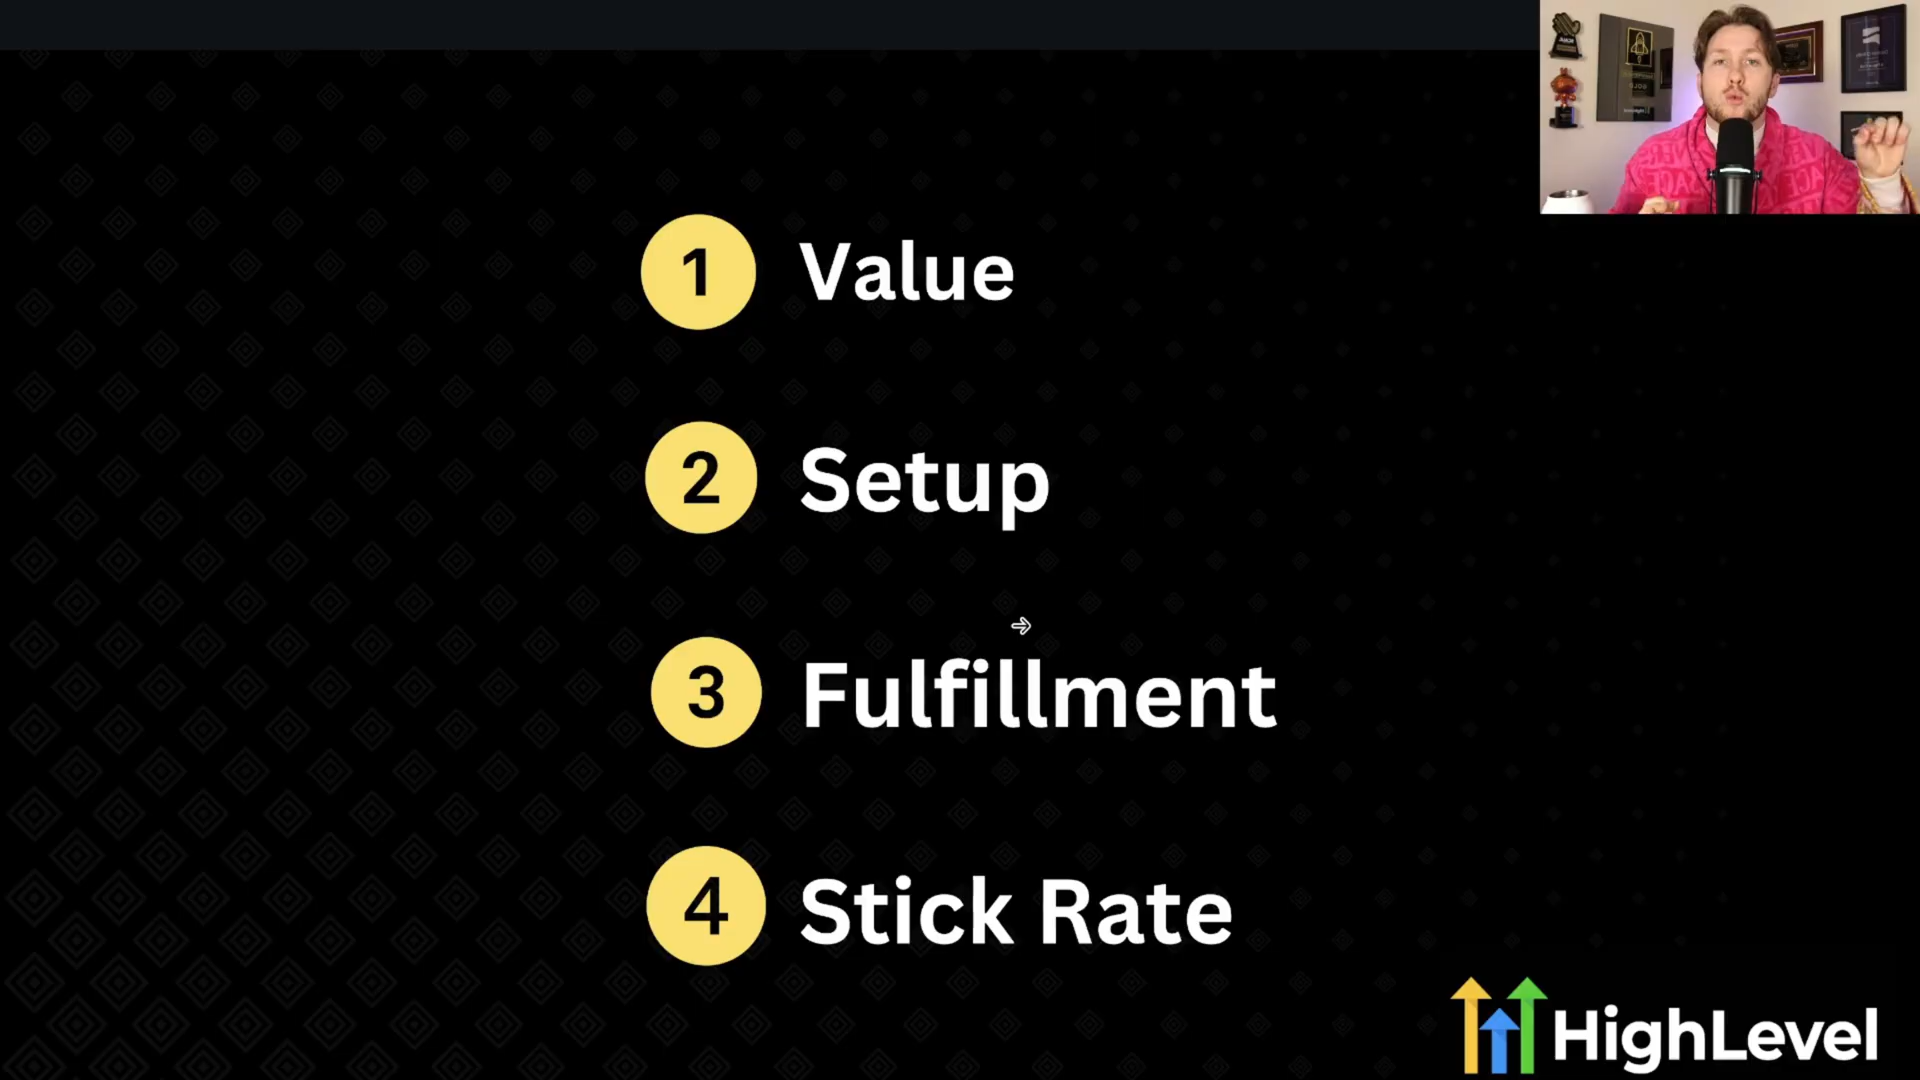 1 Value
2 Setup
3 Fulfillment
4 Stick Rate
HighLevel